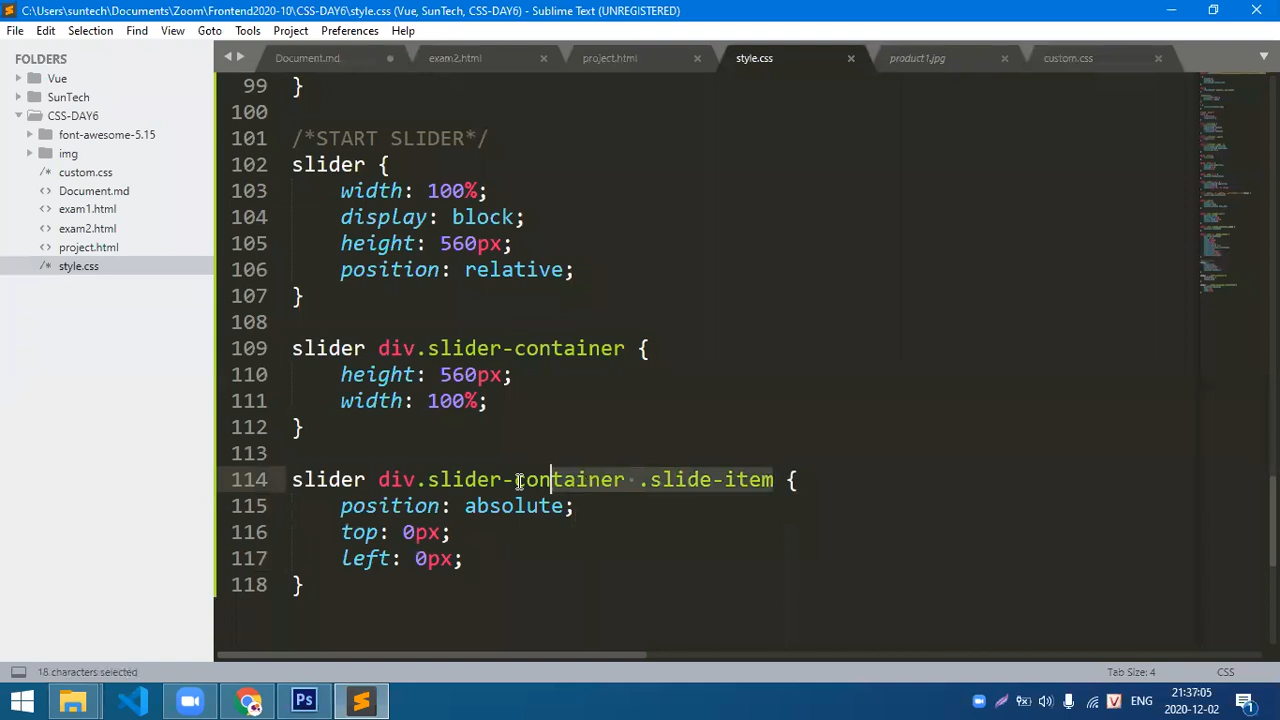 C:\Users\suntech\Documents\Zoom\Frontend2020-10\CSS-DAY6\style.css (Vue, SunTech, CSS-DAY6) - Sublime Text (UNREGISTERED)
File Edit Selection Find View Goto Tools Project Preferences Help
FOLDERS
Vue
SunTech
CSS-DAY6
font-awesome-5.15
img
custom.css
Document.md
exam1.html
exam2.html
project.html
style.css
Document.md exam2.html project.html style.css product1.jpg custom.css
99 }
100
101 /*START SLIDER*/
102 slider {
103 width: 100%;
104 display: block;
105 height: 560px;
106 position: relative;
107 }
108
109 slider div.slider-container {
110 height: 560px;
111 width: 100%;
112 }
113
114 slider div.slider-container .slide-item {
115 position: absolute;
116 top: 0px;
117 left: 0px;
118 }
18 characters selected Tab Size: 4 CSS
Ps
V ENG
21:37:05
2020-12-02
1